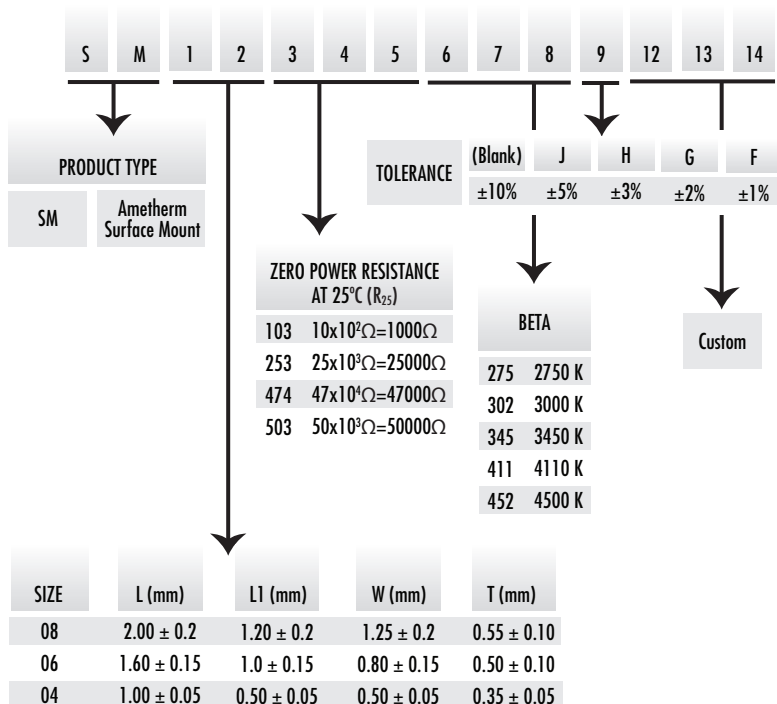 S M 1 2 3 4 5 6 7 8 9 12 13 14
PRODUCT TYPE
SM Ametherm Surface Mount
TOLERANCE (Blank) J H G F
±10% ±5% ±3% ±2% ±1%
ZERO POWER RESISTANCE
AT 25ºC (R₂₅)
103 10x10²Ω=1000Ω
253 25x10³Ω=25000Ω
474 47x10⁴Ω=47000Ω
503 50x10³Ω=50000Ω
BETA
275 2750 K
302 3000 K
345 3450 K
411 4110 K
452 4500 K
Custom
SIZE L (mm) L1 (mm) W (mm) T (mm)
08 2.00 ± 0.2 1.20 ± 0.2 1.25 ± 0.2 0.55 ± 0.10
06 1.60 ± 0.15 1.0 ± 0.15 0.80 ± 0.15 0.50 ± 0.10
04 1.00 ± 0.05 0.50 ± 0.05 0.50 ± 0.05 0.35 ± 0.05